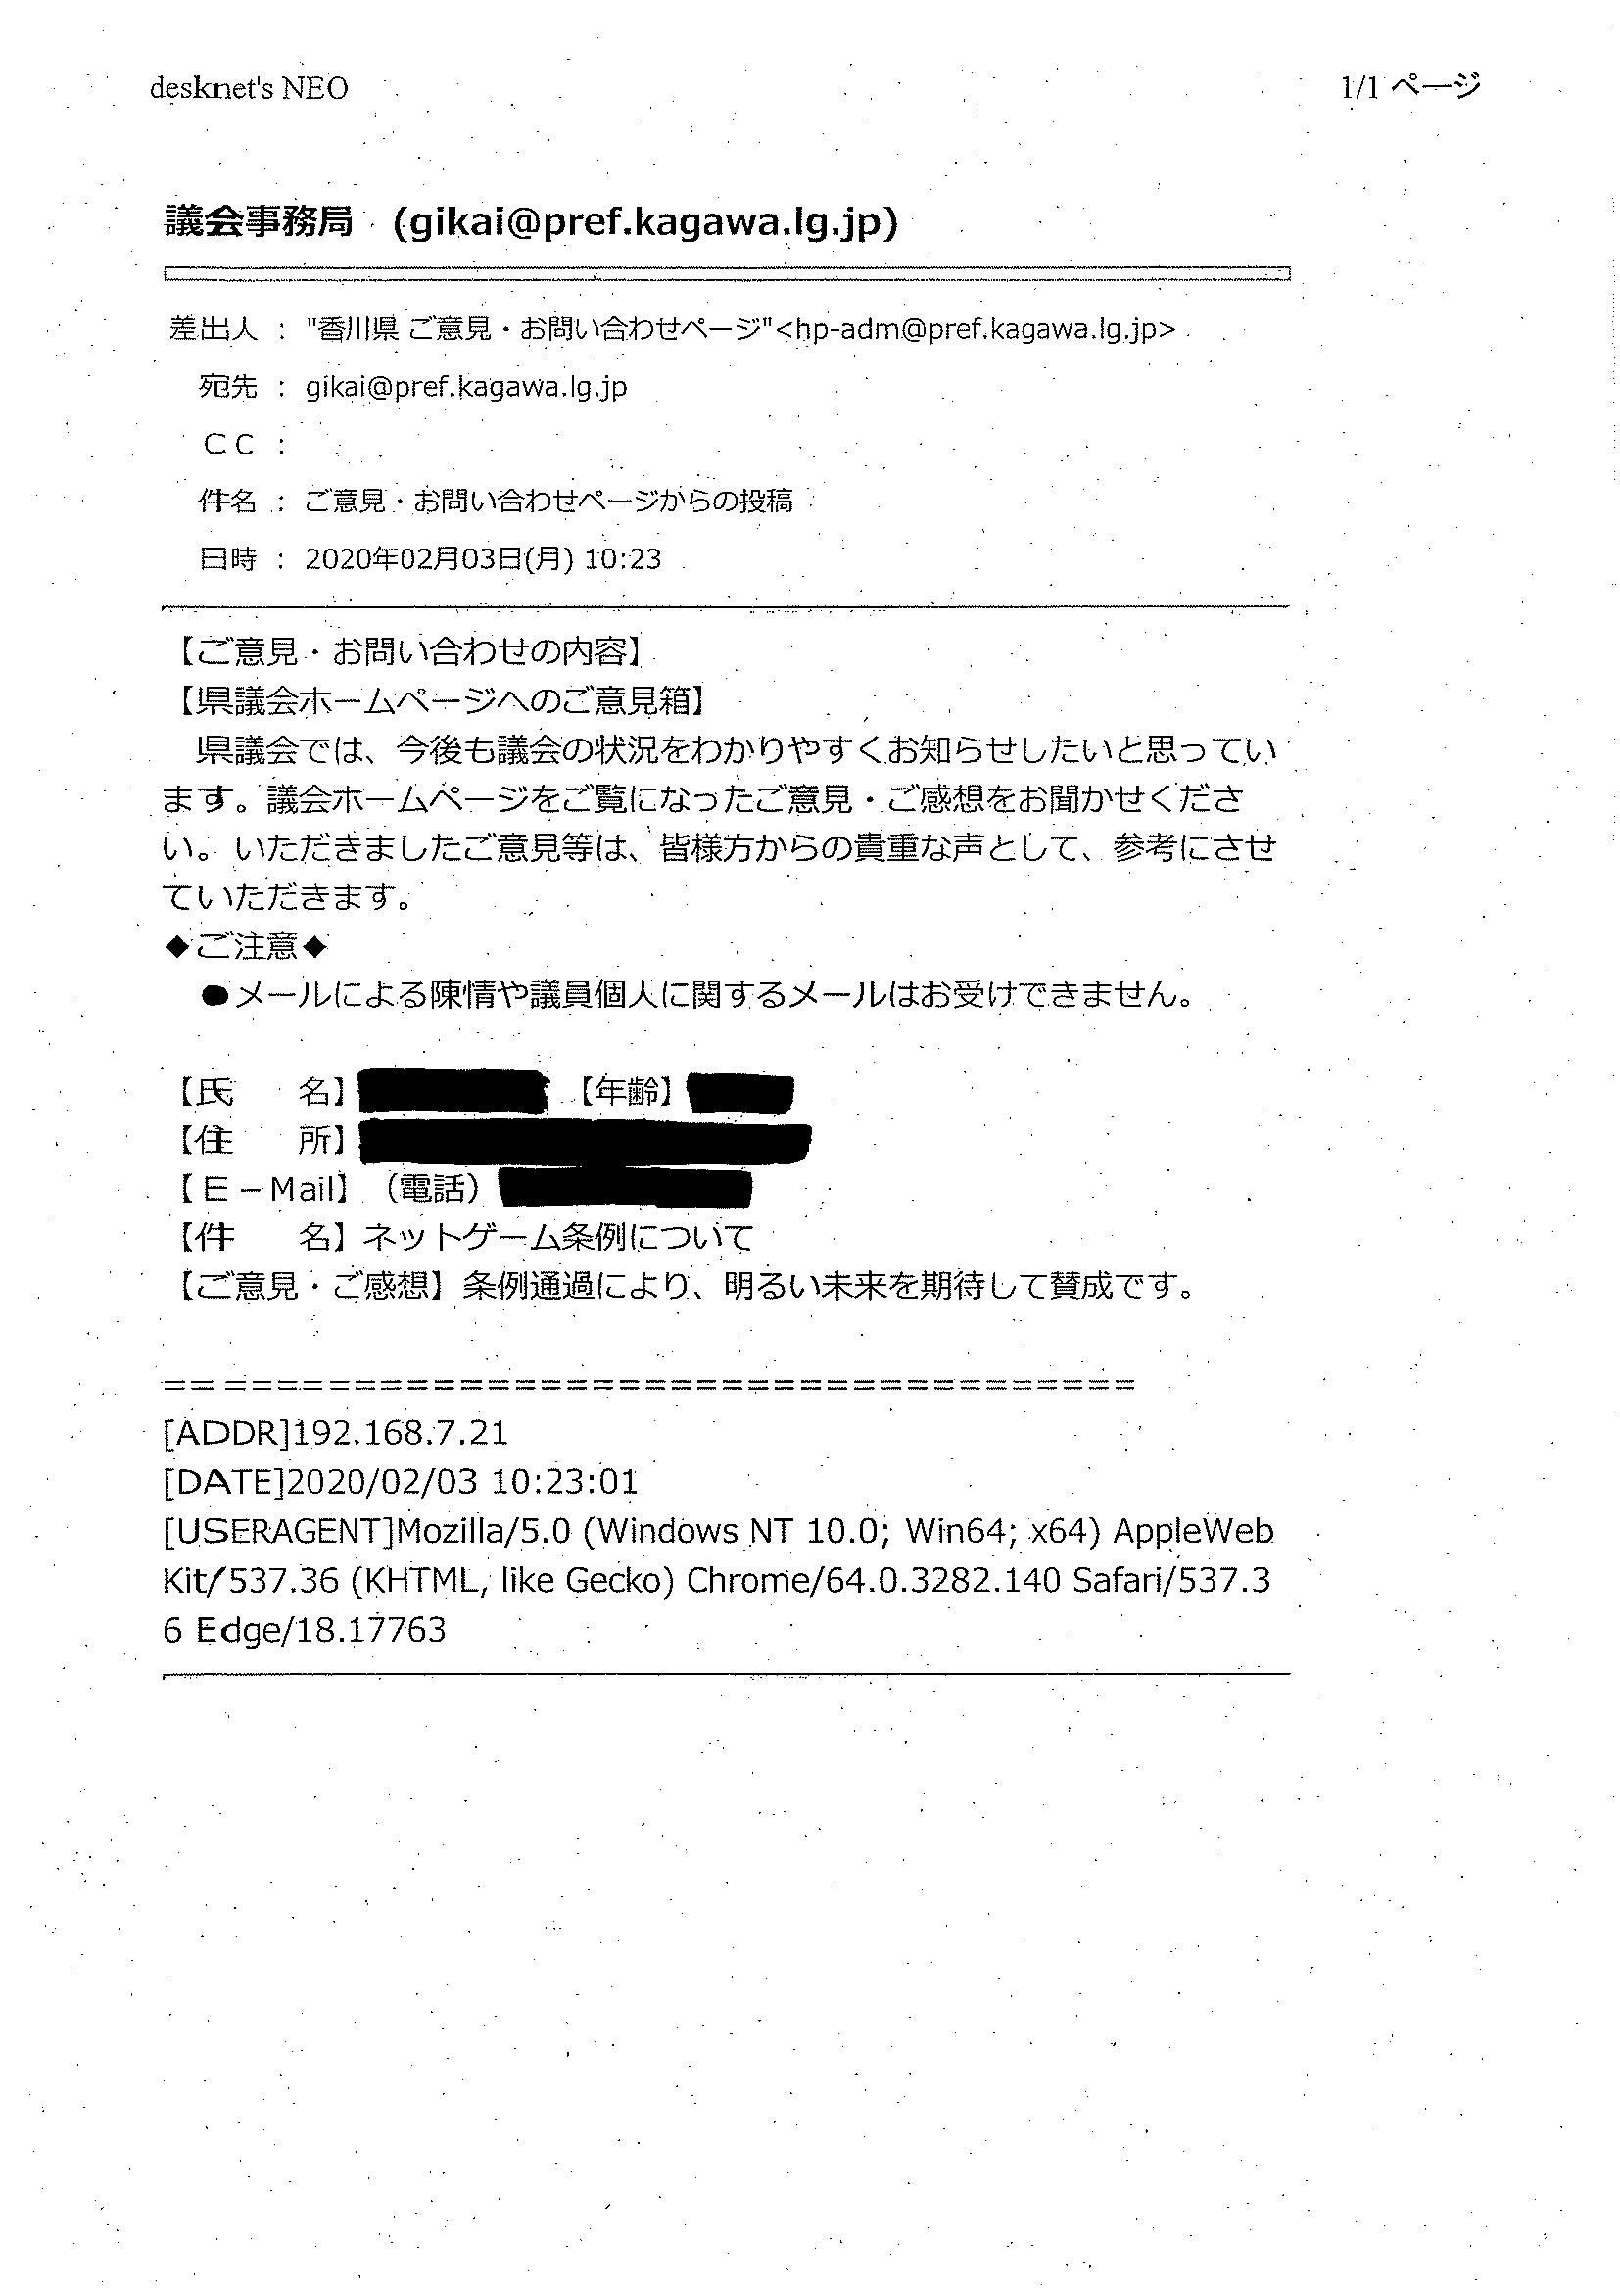 desknet's NEO
1/1 ページ
議会事務局 (gikai@pref.kagawa.lg.jp)
差出人 : "香川県 ご意見・お問い合わせページ"<hp-adm@pref.kagawa.lg.jp>
宛先 : gikai@pref.kagawa.lg.jp
ＣＣ :
件名 : ご意見・お問い合わせページからの投稿
日時 : 2020年02月03日(月) 10:23
【ご意見・お問い合わせの内容】
【県議会ホームページへのご意見箱】
　県議会では、今後も議会の状況をわかりやすくお知らせしたいと思ってい
ます。議会ホームページをご覧になったご意見・ご感想をお聞かせくださ
い。いただきましたご意見等は、皆様方からの貴重な声として、参考にさせ
ていただきます。
◆ご注意◆
　●メールによる陳情や議員個人に関するメールはお受けできません。
【氏　　名】 【年齢】
【住　　所】
【Ｅ－Mail】（電話）
【件　　名】ネットゲーム条例について
【ご意見・ご感想】条例通過により、明るい未来を期待して賛成です。
=====================================
[ADDR]192.168.7.21
[DATE]2020/02/03 10:23:01
[USERAGENT]Mozilla/5.0 (Windows NT 10.0; Win64; x64) AppleWeb
Kit/537.36 (KHTML, like Gecko) Chrome/64.0.3282.140 Safari/537.3
6 Edge/18.17763